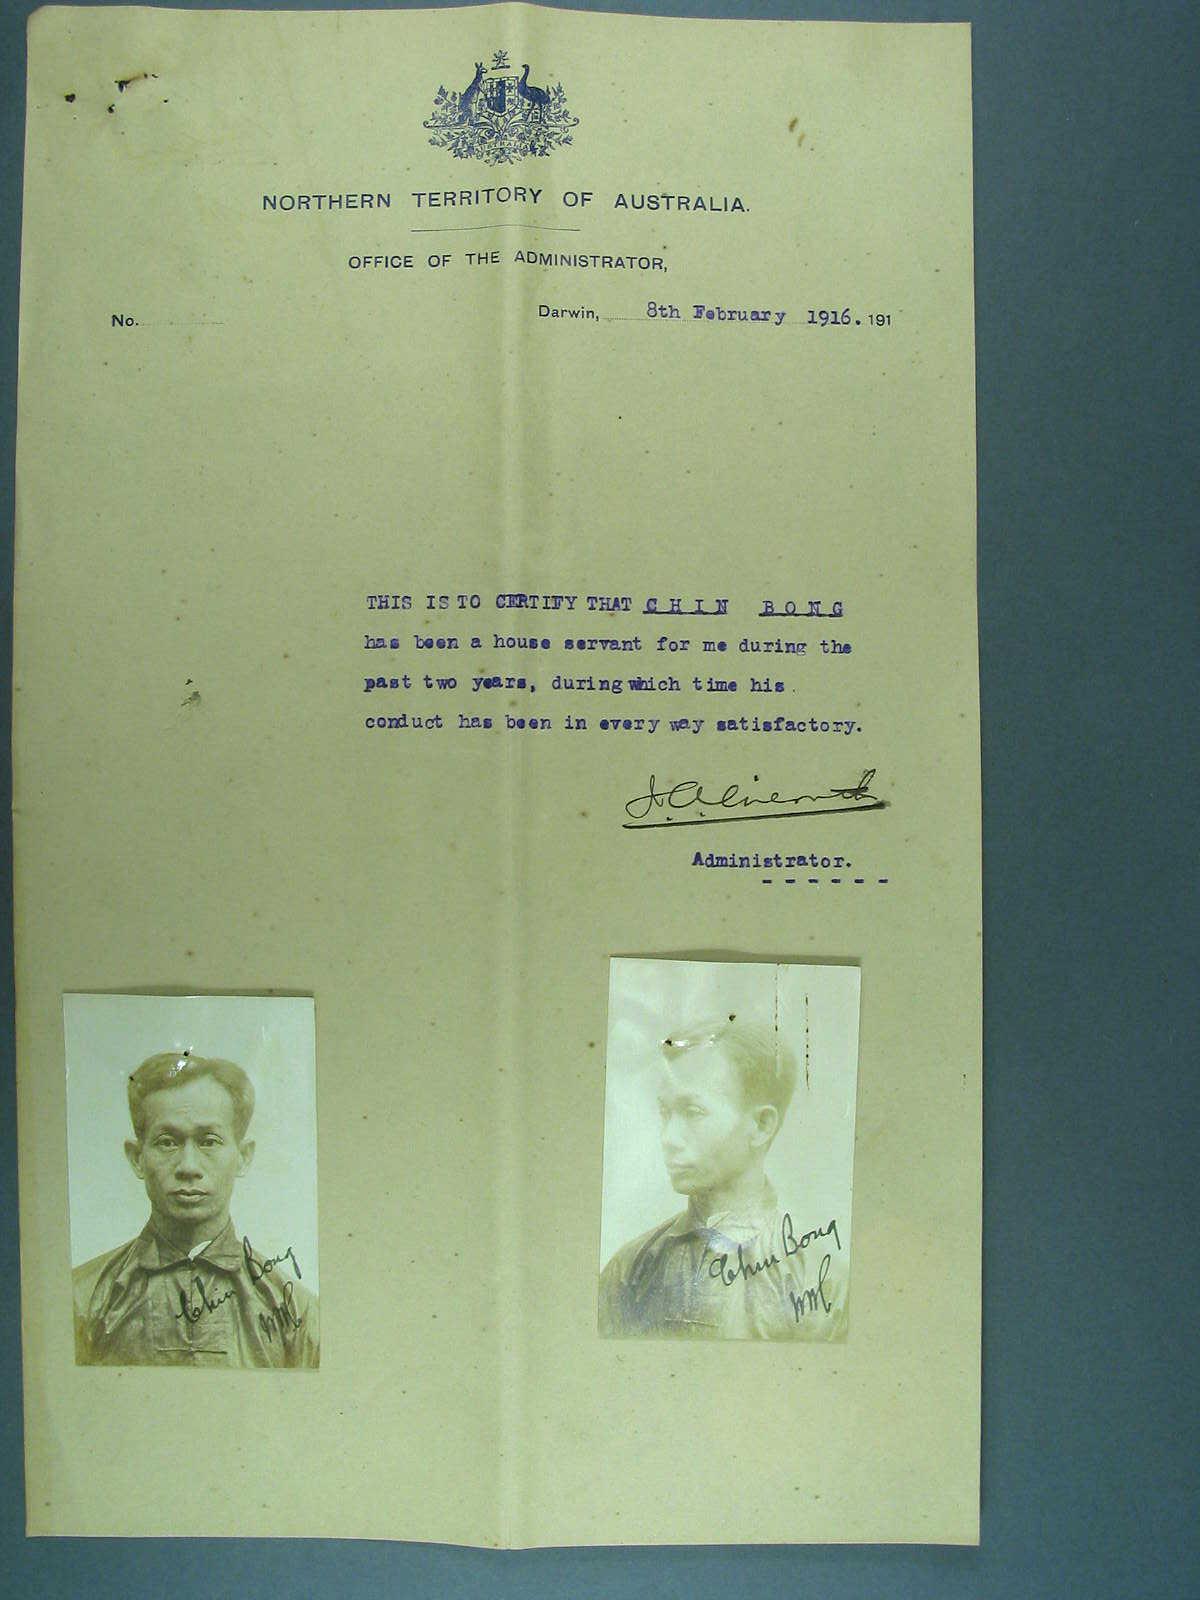 AUSTRALIA
NORTHERN TERRITORY OF AUSTRALIA.
OFFICE OF THE ADMINISTRATOR,
No.
Darwin, 8th February 1916. 191
THIS IS TO CERTIFY THAT CHIN BONG
has been a house servant for me during the
past two years, during which time his
conduct has been in every way satisfactory.
Administrator.
Chin Bong
Chin Bong